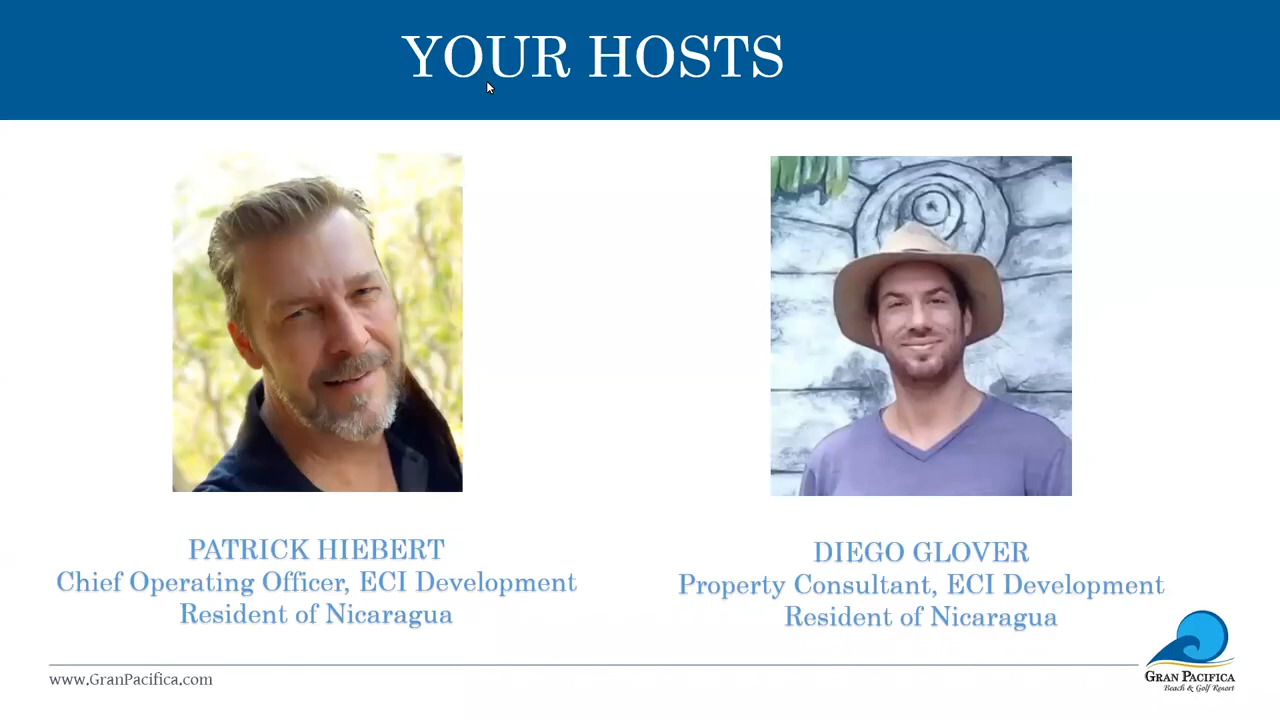 YOUR HOSTS
PATRICK HIEBERT
Chief Operating Officer, ECI Development
Resident of Nicaragua
DIEGO GLOVER
Property Consultant, ECI Development
Resident of Nicaragua
www.GranPacifica.com
GRAN PACIFICA
Beach & Golf Resort